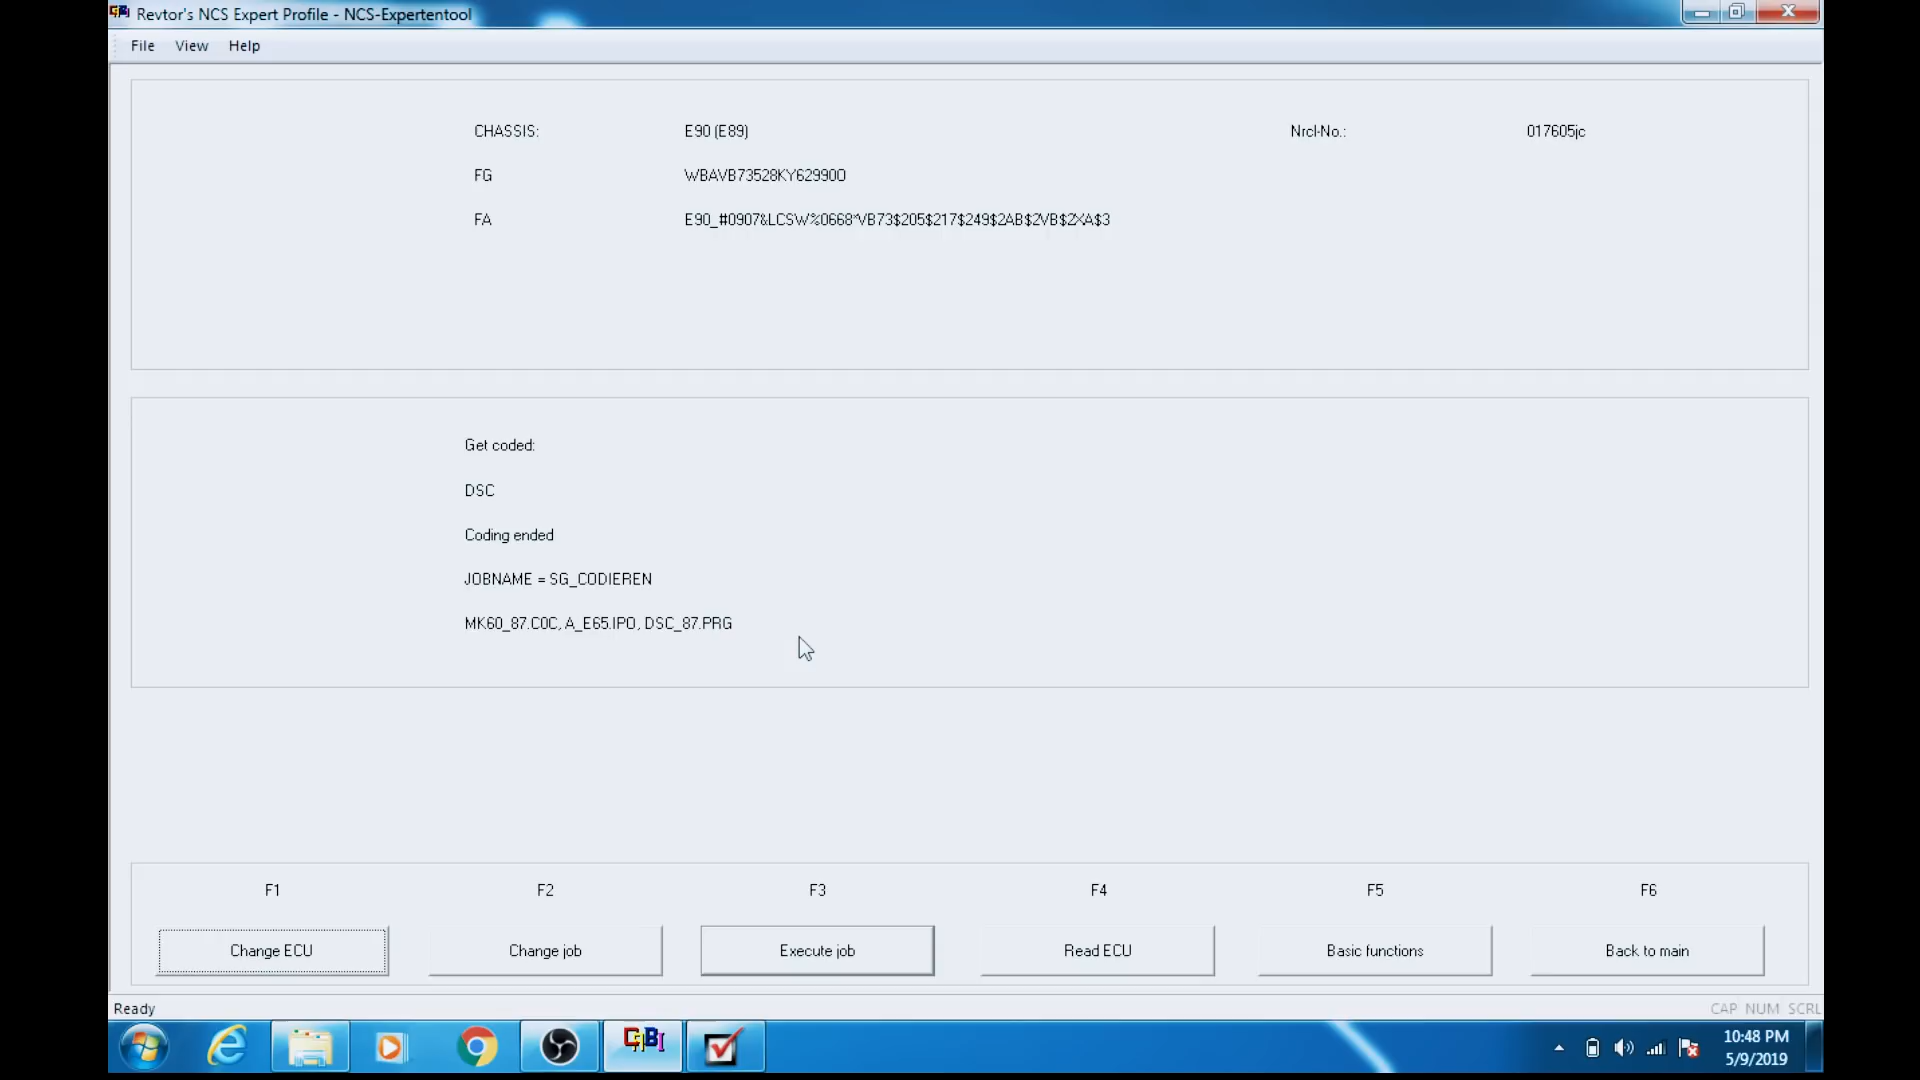 Revtor's NCS Expert Profile - NCS-Expertentool
File View Help
CHASSIS: E90 (E89) Nrcl-No.: 017605jc
FG WBAVB73528KY62990O
FA E90_#0907&LCSW%0668*VB73$205$217$249$2AB$2VB$2XA$3
Get coded:
DSC
Coding ended
JOBNAME = SG_CODIEREN
MK60_87.C0C, A_E65.IPO, DSC_87.PRG
F1 F2 F3 F4 F5 F6
Change ECU Change job Execute job Read ECU Basic functions Back to main
Ready CAP NUM SCRL
10:48 PM
5/9/2019